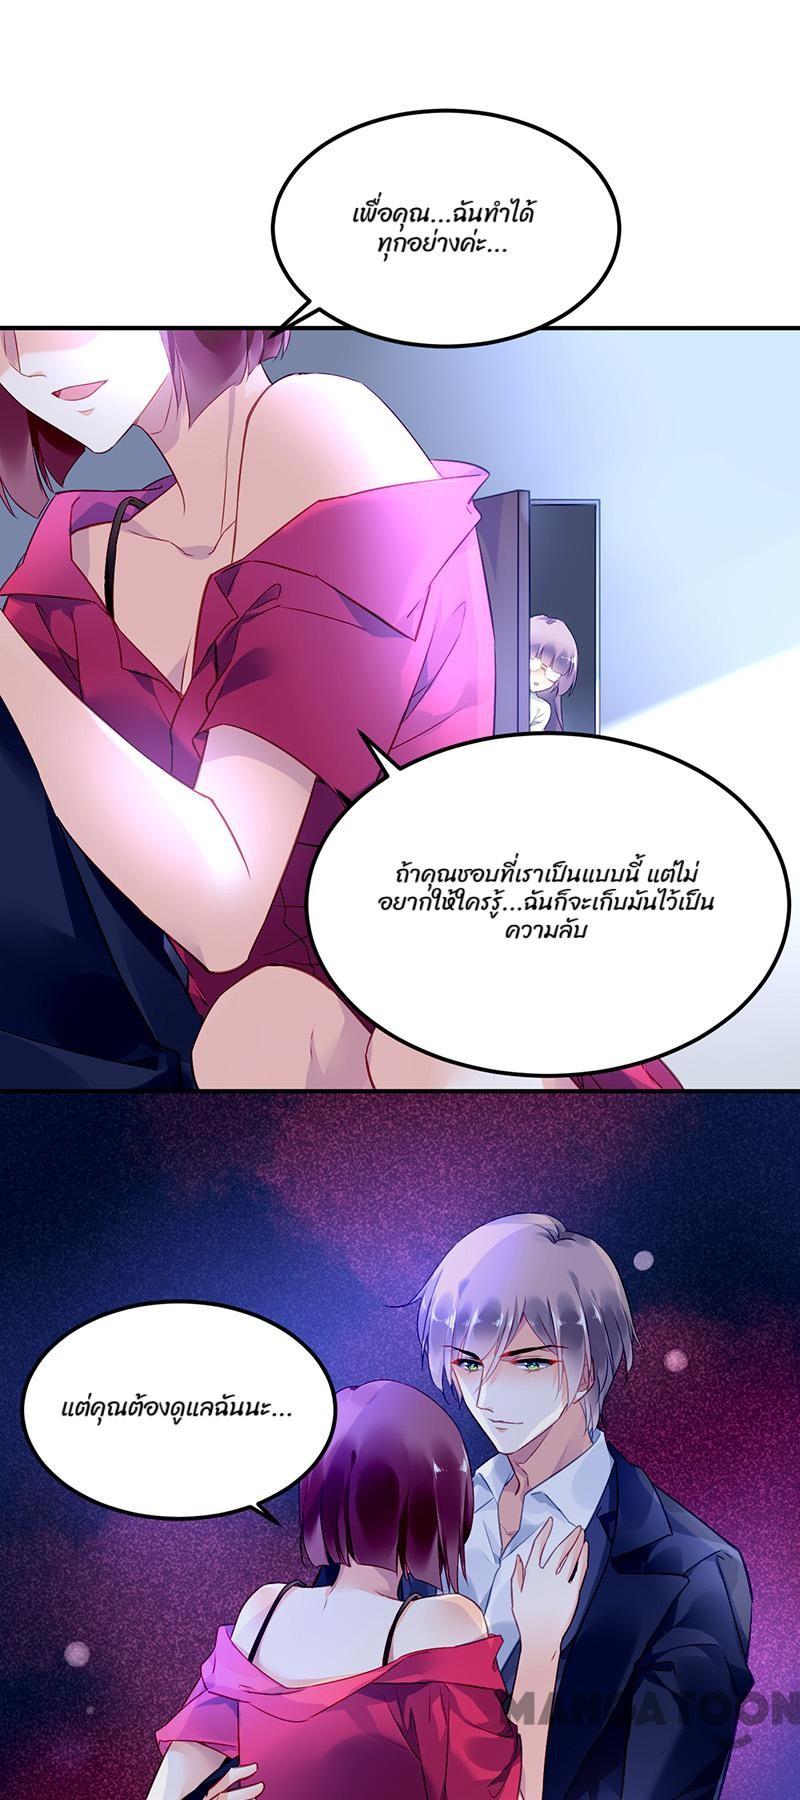 เพื่อคุณ...ฉันทำได้
ทุกอย่างค่ะ...
ถ้าคุณชอบที่เราเป็นแบบนี้ แต่ไม่
อยากให้ใครรู้...ฉันก็จะเก็บมันไว้เป็น
ความลับ
แต่คุณต้องดูแลฉันนะ...
MANGATOON